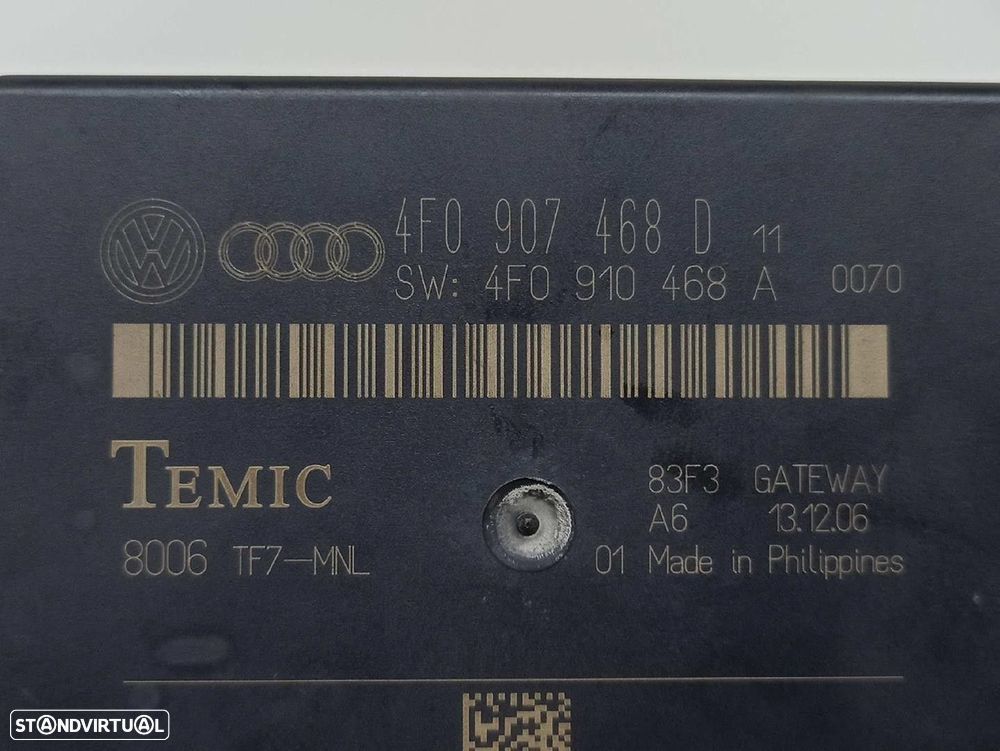 4F0 907 468 D 11
SW: 4F0 910 468 A 0070
TEMIC
83F3 GATEWAY
A6 13.12.06
8006 TF7-MNL
01 Made in Philippines
STANDVIRTUAL